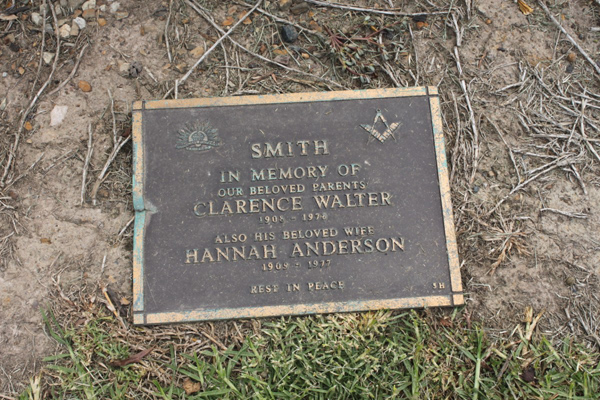 SMITH
IN MEMORY OF
OUR BELOVED PARENTS
CLARENCE WALTER
1908 - 1978
ALSO HIS BELOVED WIFE
HANNAH ANDERSON
1909 - 1977
REST IN PEACE
SH